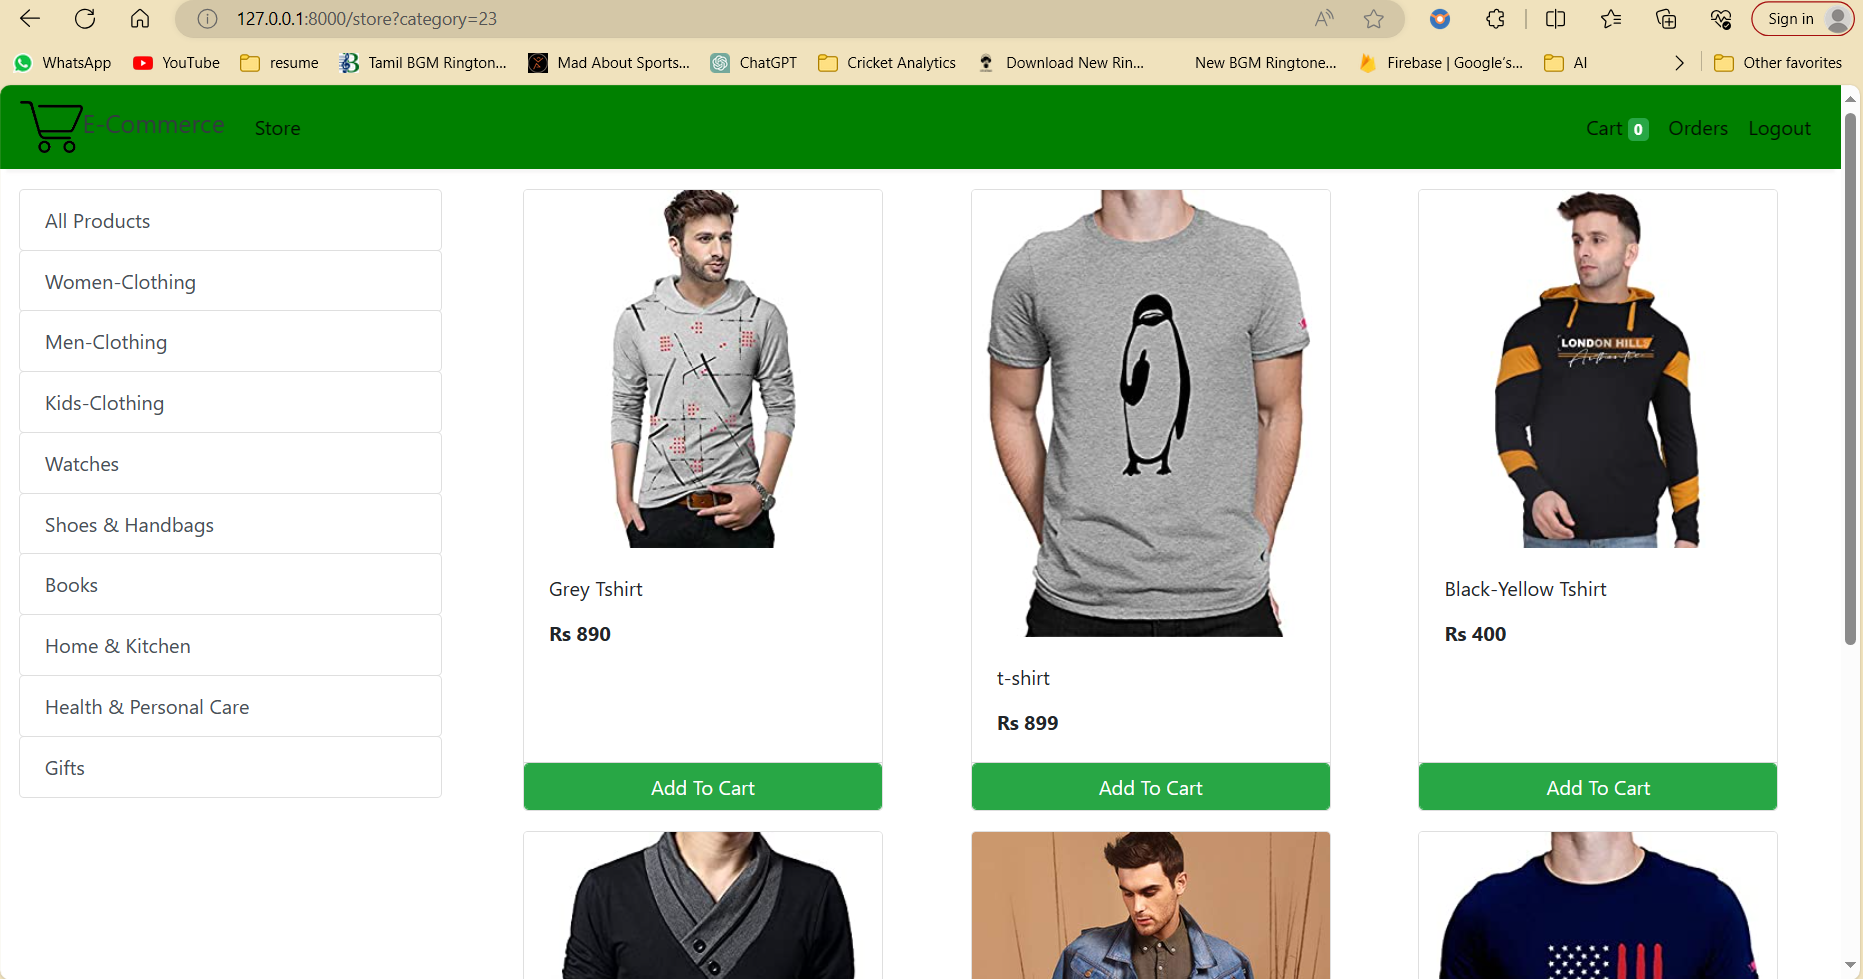 127.0.0.1:8000/store?category=23
Sign in
WhatsApp
YouTube
resume
Tamil BGM Rington...
Mad About Sports...
ChatGPT
Cricket Analytics
Download New Rin...
New BGM Ringtone...
Firebase | Google's...
AI
Other favorites
E-Commerce
Store
Cart 0
Orders
Logout
All Products
Women-Clothing
Men-Clothing
Kids-Clothing
Watches
Shoes & Handbags
Books
Home & Kitchen
Health & Personal Care
Gifts
Grey Tshirt
Rs 890
Add To Cart
t-shirt
Rs 899
Add To Cart
LONDON HILLS
Authentic
Black-Yellow Tshirt
Rs 400
Add To Cart